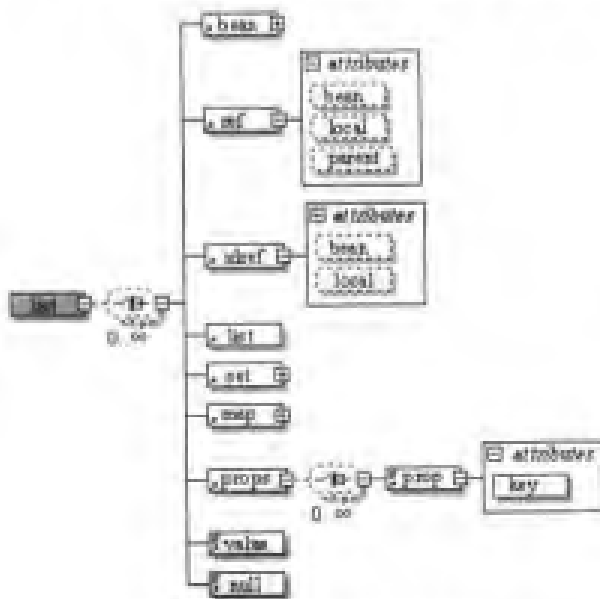 bean
attributes
bean
ref
local
parent
attributes
idref
bean
local
list
0..∞
list
set
map
props
0..∞
prop
attributes
key
value
null